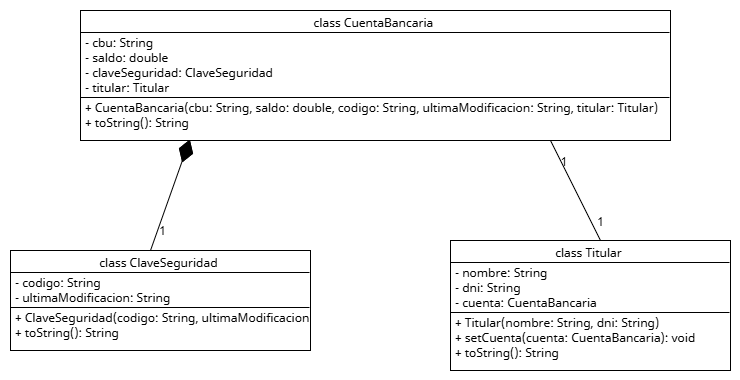 class CuentaBancaria
- cbu: String
- saldo: double
- claveSeguridad: ClaveSeguridad
- titular: Titular
+ CuentaBancaria(cbu: String, saldo: double, codigo: String, ultimaModificacion: String, titular: Titular)
+ toString(): String
1
1
1
class ClaveSeguridad
- codigo: String
- ultimaModificacion: String
+ ClaveSeguridad(codigo: String, ultimaModificacion
+ toString(): String
class Titular
- nombre: String
- dni: String
- cuenta: CuentaBancaria
+ Titular(nombre: String, dni: String)
+ setCuenta(cuenta: CuentaBancaria): void
+ toString(): String